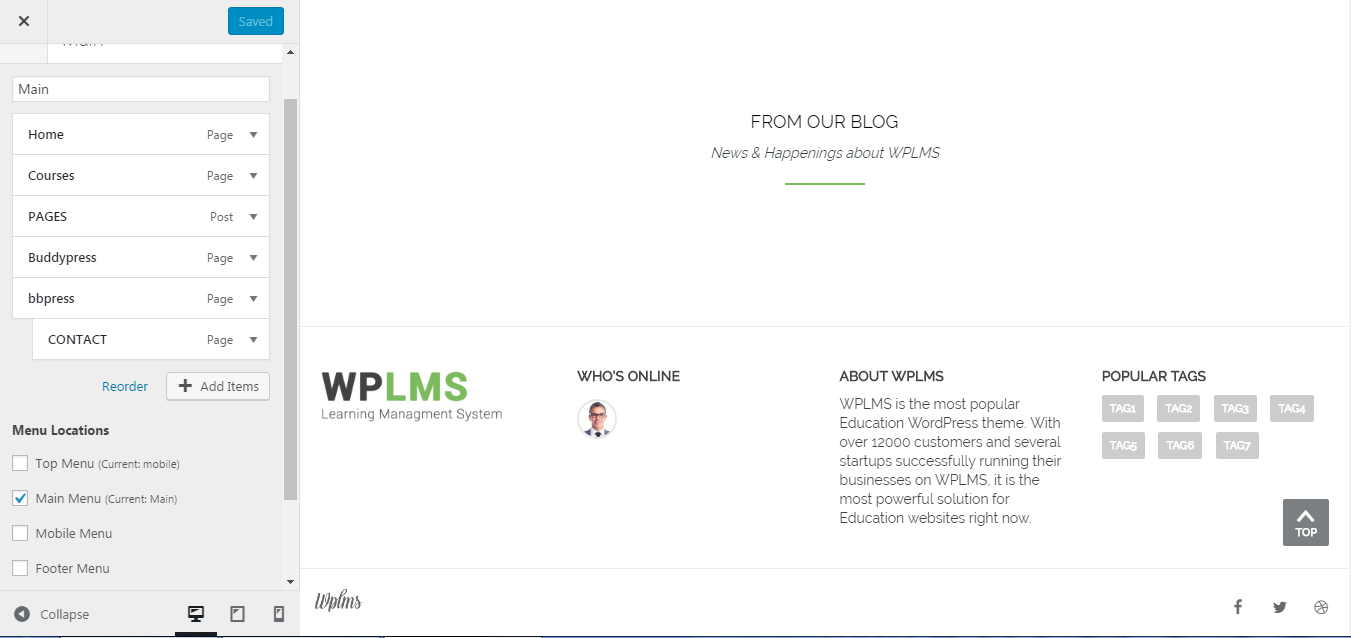 Saved
Main
Main
Home Page
Courses Page
PAGES Post
Buddypress Page
bbpress Page
CONTACT Page
Reorder Add Items
Menu Locations
Top Menu (Current: mobile)
Main Menu (Current: Main)
Mobile Menu
Footer Menu
Collapse
FROM OUR BLOG
News & Happenings about WPLMS
WPLMS
Learning Managment System
WHO'S ONLINE
ABOUT WPLMS
WPLMS is the most popular
Education WordPress theme. With
over 12000 customers and several
startups successfully running their
businesses on WPLMS, it is the
most powerful solution for
Education websites right now.
POPULAR TAGS
TAG1 TAG2 TAG3 TAG4
TAG5 TAG6 TAG7
TOP
Wplms